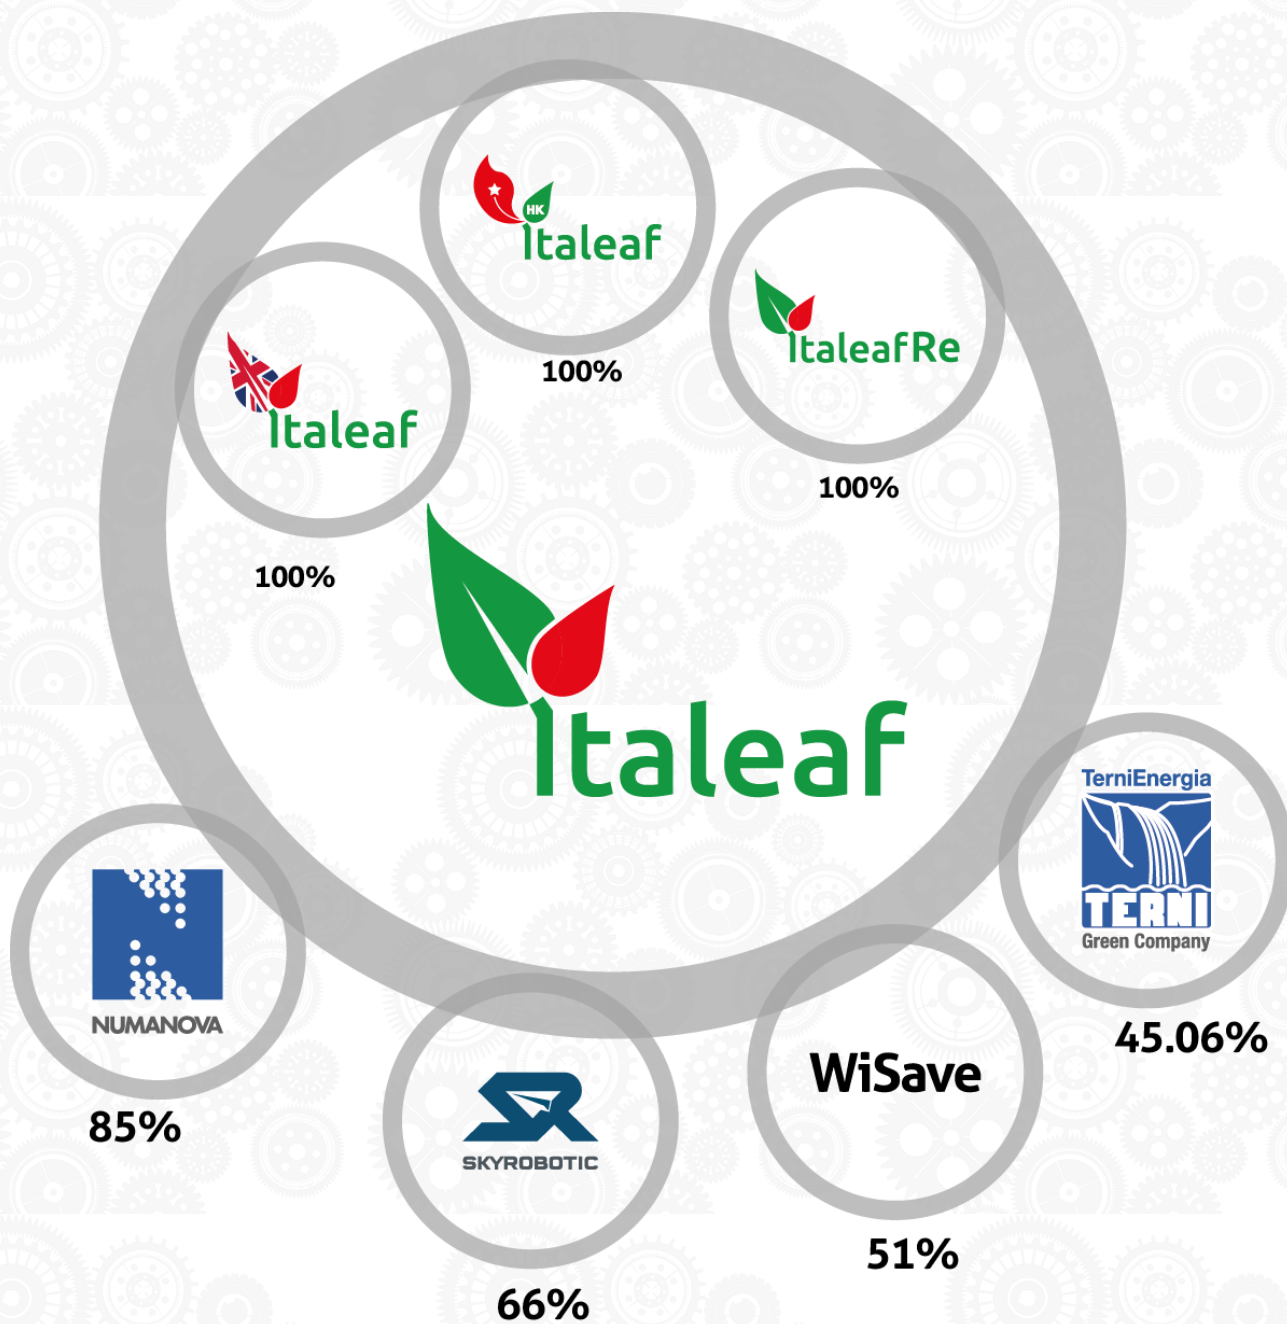 HK
Italeaf
100%
ItaleafRe
100%
Italeaf
100%
Italeaf
TerniEnergia
TERNI
Green Company
45.06%
NUMANOVA
85%
WiSave
51%
SKYROBOTIC
66%